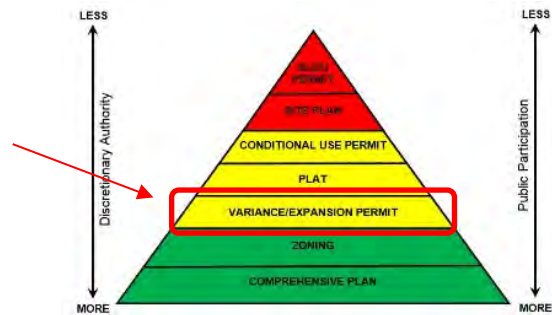 LESS
LESS
BUILD
PERMIT
SITE PLAN
CONDITIONAL USE PERMIT
PLAT
VARIANCE/EXPANSION PERMIT
ZONING
COMPREHENSIVE PLAN
Discretionary Authority
Public Participation
MORE
MORE